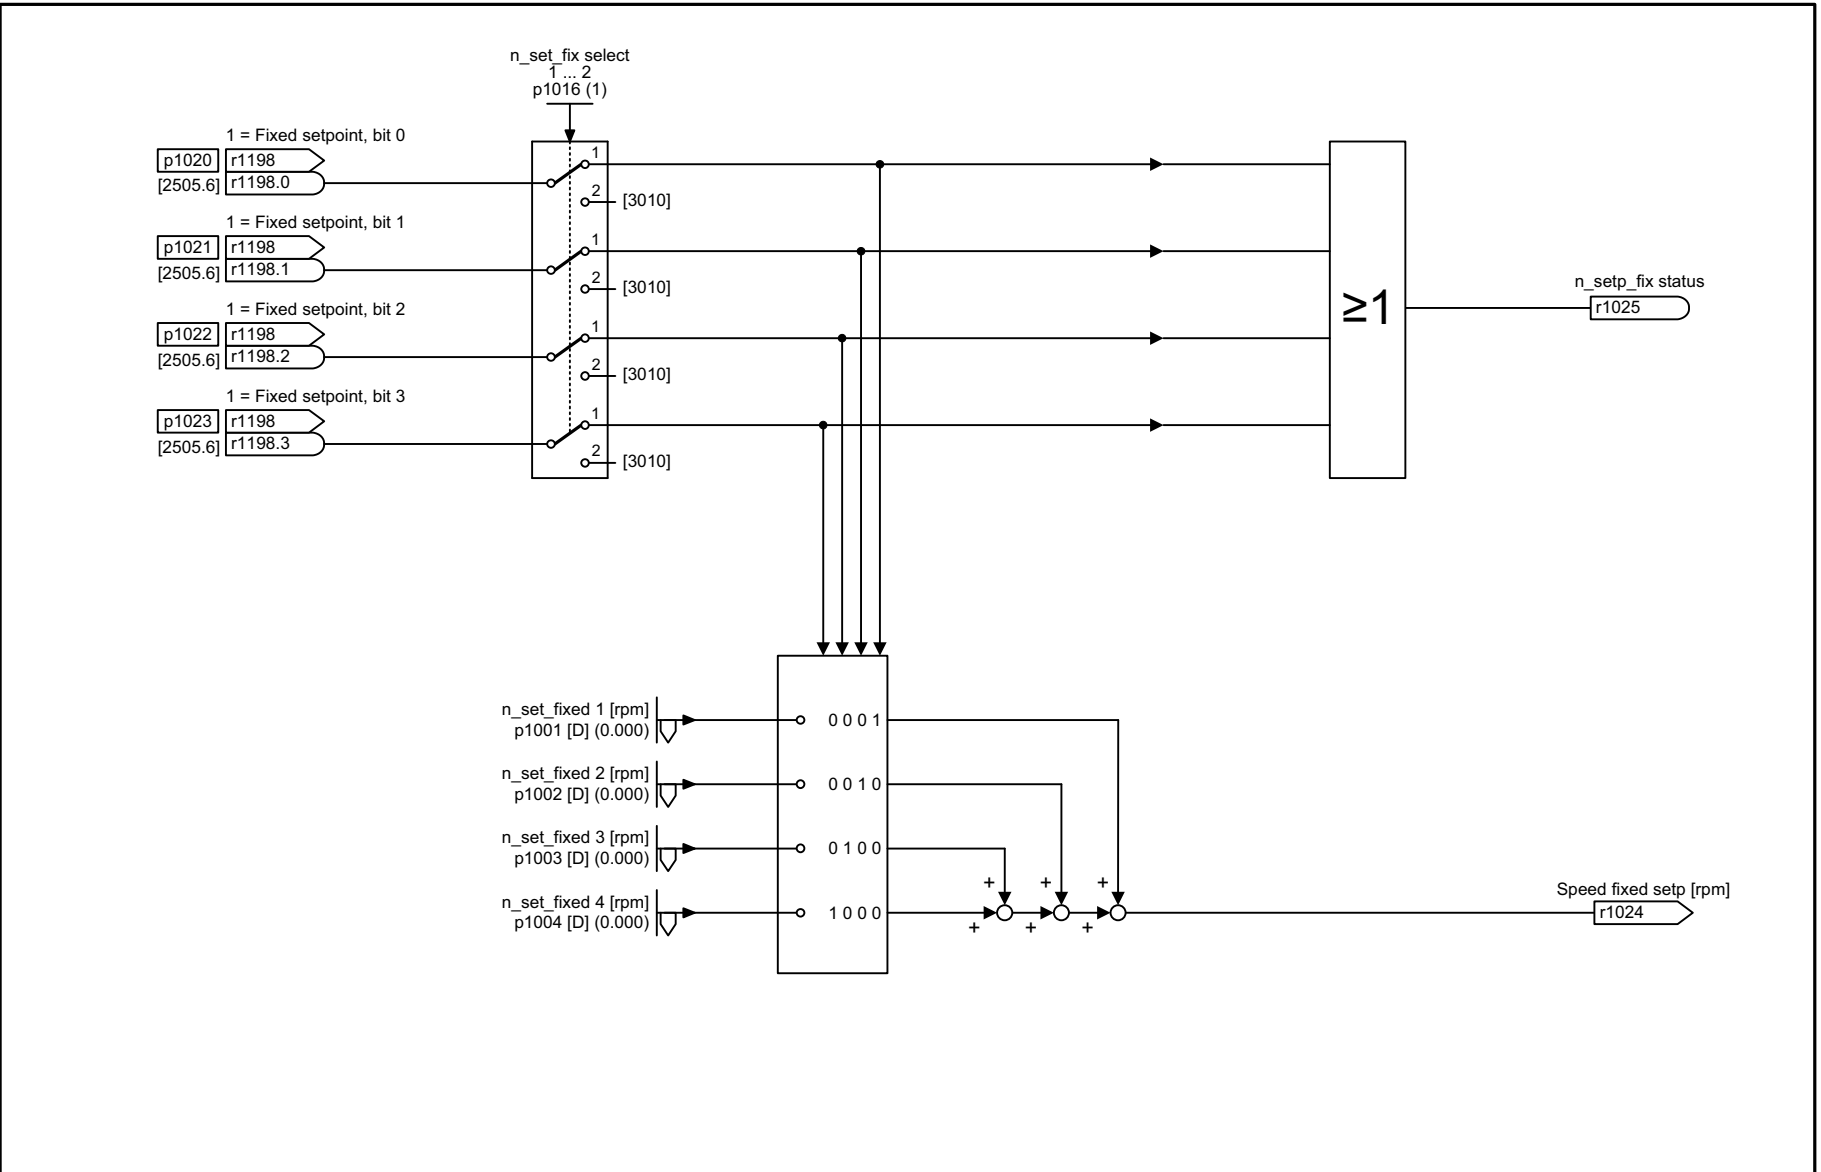 n_set_fix select
1 ... 2
p1016 (1)
1 = Fixed setpoint, bit 0
p1020 r1198
[2505.6] r1198.0
1
2 [3010]
1 = Fixed setpoint, bit 1
p1021 r1198
[2505.6] r1198.1
1
2 [3010]
1 = Fixed setpoint, bit 2
p1022 r1198
[2505.6] r1198.2
1
2 [3010]
1 = Fixed setpoint, bit 3
p1023 r1198
[2505.6] r1198.3
1
2 [3010]
≥1
n_setp_fix status
r1025
n_set_fixed 1 [rpm]
p1001 [D] (0.000)
0 0 0 1
n_set_fixed 2 [rpm]
p1002 [D] (0.000)
0 0 1 0
n_set_fixed 3 [rpm]
p1003 [D] (0.000)
0 1 0 0
n_set_fixed 4 [rpm]
p1004 [D] (0.000)
1 0 0 0
+ + +
+ + +
Speed fixed setp [rpm]
r1024